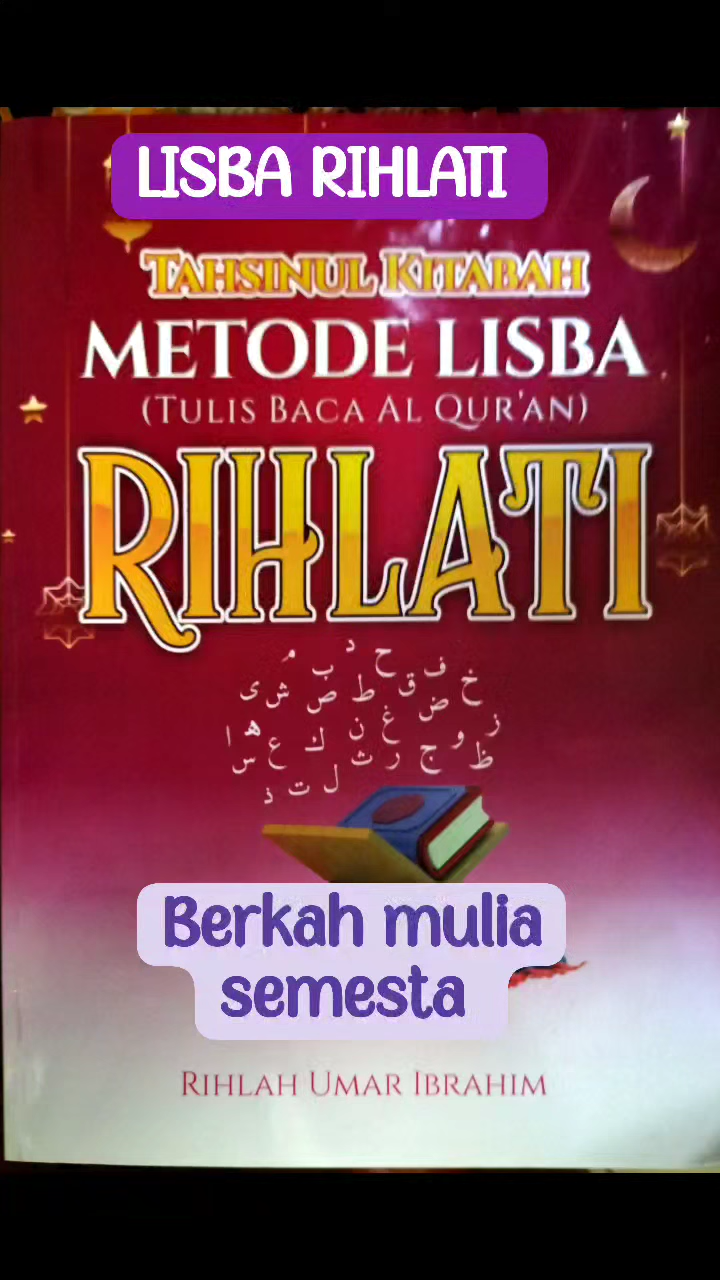 LISBA RIHLATI
TAHSINUL KITABAH
METODE LISBA
(TULIS BACA AL QUR'AN)
RIHLATI
م ب د ح ف
ى ش ص ط ق ض خ
ا ه ك ن غ ز
س ع ث ر ج و ظ
ذ ت ل
Berkah mulia
semesta
RIHLAH UMAR IBRAHIM